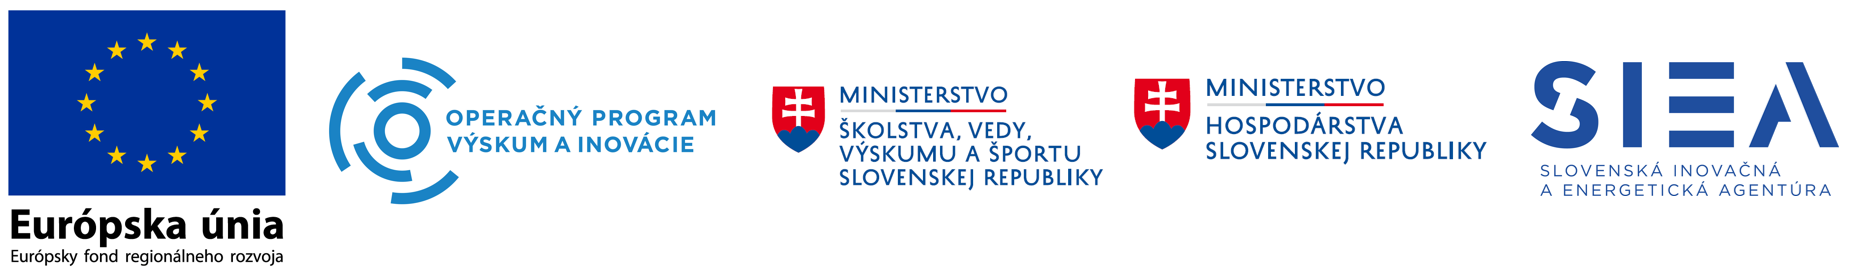 Európska únia
Európsky fond regionálneho rozvoja
OPERAČNÝ PROGRAM
VÝSKUM A INOVÁCIE
MINISTERSTVO
ŠKOLSTVA, VEDY,
VÝSKUMU A ŠPORTU
SLOVENSKEJ REPUBLIKY
MINISTERSTVO
HOSPODÁRSTVA
SLOVENSKEJ REPUBLIKY
SIEA
SLOVENSKÁ INOVAČNÁ
A ENERGETICKÁ AGENTÚRA